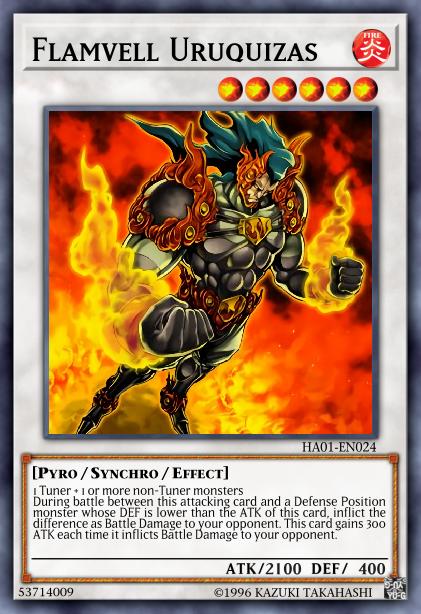 FLAMVELL URUQUIZAS
FIRE
炎
HA01-EN024
[PYRO / SYNCHRO / EFFECT]
1 Tuner + 1 or more non-Tuner monsters
During battle between this attacking card and a Defense Position
monster whose DEF is lower than the ATK of this card, inflict the
difference as Battle Damage to your opponent. This card gains 300
ATK each time it inflicts Battle Damage to your opponent.
ATK/2100 DEF/ 400
53714009
©1996 KAZUKI TAKAHASHI